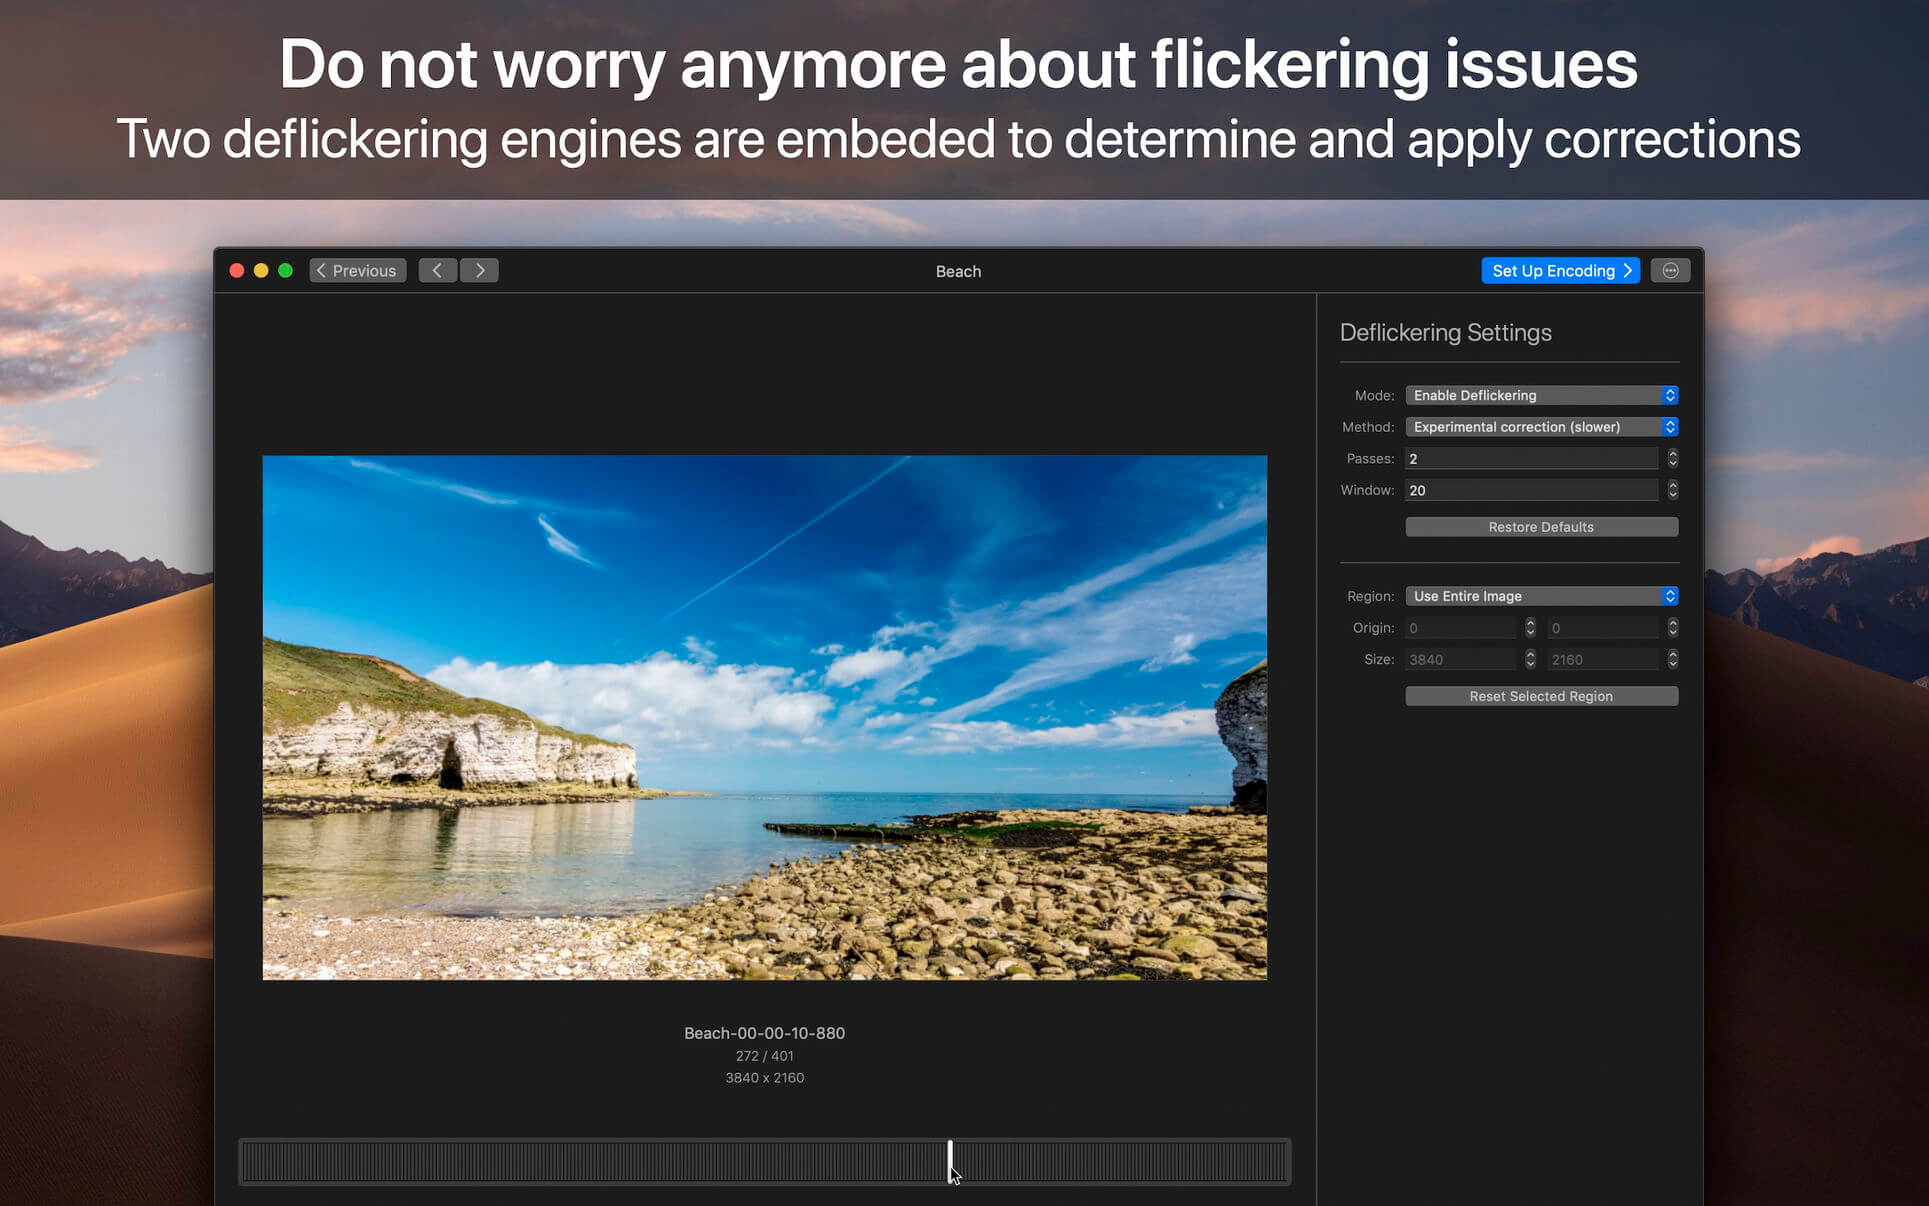 Do not worry anymore about flickering issues
Two deflickering engines are embeded to determine and apply corrections
Previous
Beach
Set Up Encoding
Deflickering Settings
Mode: Enable Deflickering
Method: Experimental correction (slower)
Passes: 2
Window: 20
Restore Defaults
Region: Use Entire Image
Origin: 0 0
Size: 3840 2160
Reset Selected Region
Beach-00-00-10-880
272 / 401
3840 x 2160